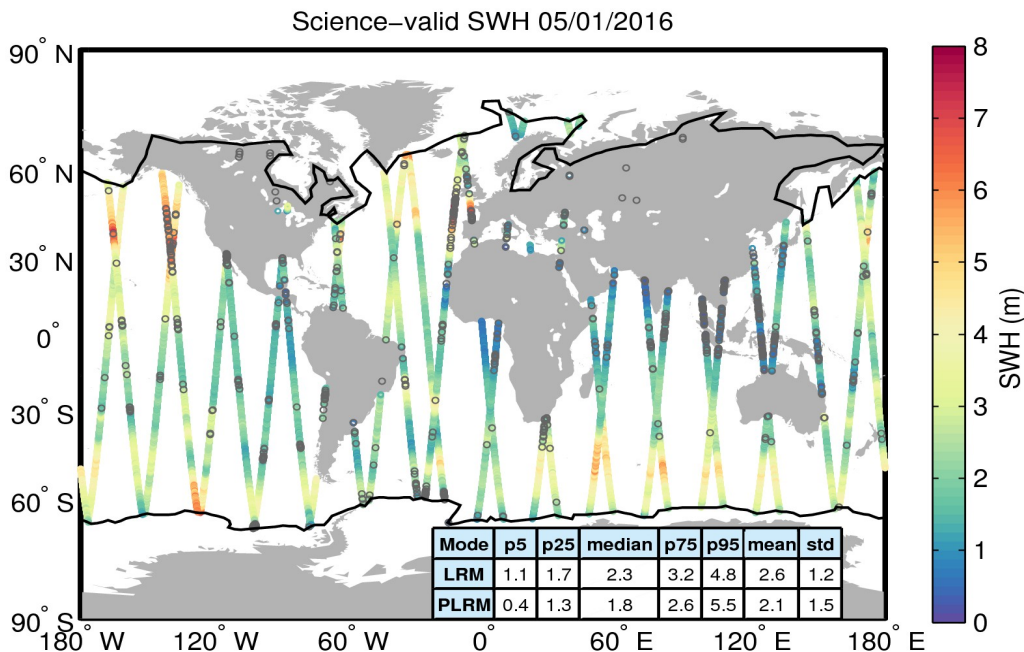 Science−valid SWH 05/01/2016
90° N
60° N
30° N
0°
30° S
60° S
90° S
180° W
120° W
60° W
0°
60° E
120° E
180° E
Mode p5 p25 median p75 p95 mean std
LRM 1.1 1.7 2.3 3.2 4.8 2.6 1.2
PLRM 0.4 1.3 1.8 2.6 5.5 2.1 1.5
8
7
6
5
4
3
2
1
0
SWH (m)